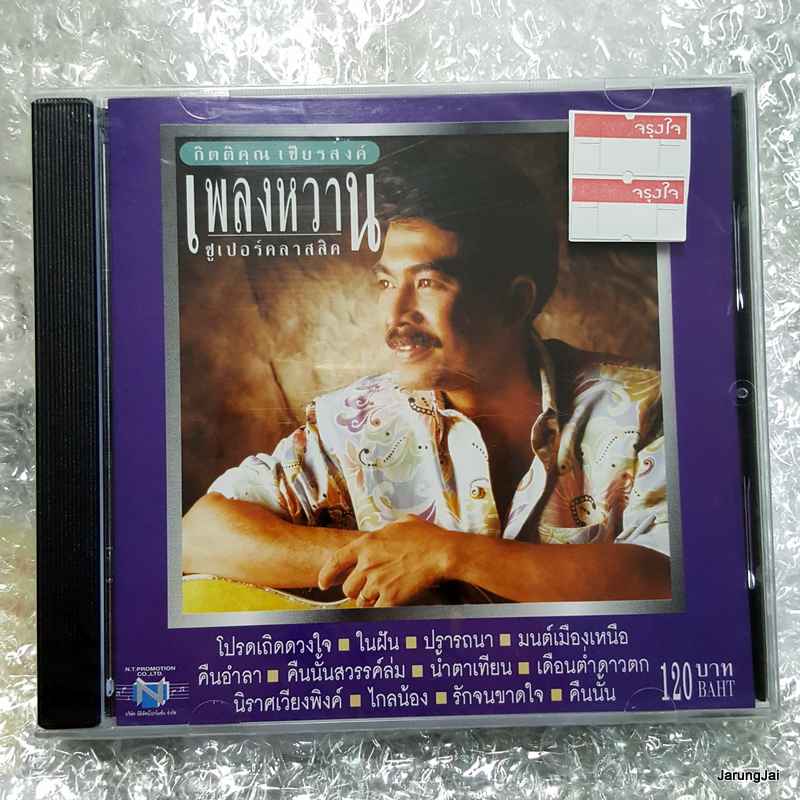 กิตติคุณ เชียรสงค์
เพลงหวาน
ซูเปอร์คลาสสิค
จรุงใจ
จรุงใจ
โปรดเถิดดวงใจ ■ ในฝัน ■ ปรารถนา ■ มนต์เมืองเหนือ
คืนอำลา ■ คืนนั้นสวรรค์ล่ม ■ น้ำตาเทียน ■ เดือนต่ำดาวตก
นิราศเวียงพิงค์ ■ ไกลน้อง ■ รักจนขาดใจ ■ คืนนั้น
120 บาท
BAHT
N.T.PROMOTION
CO.,LTD.
N
JarungJai